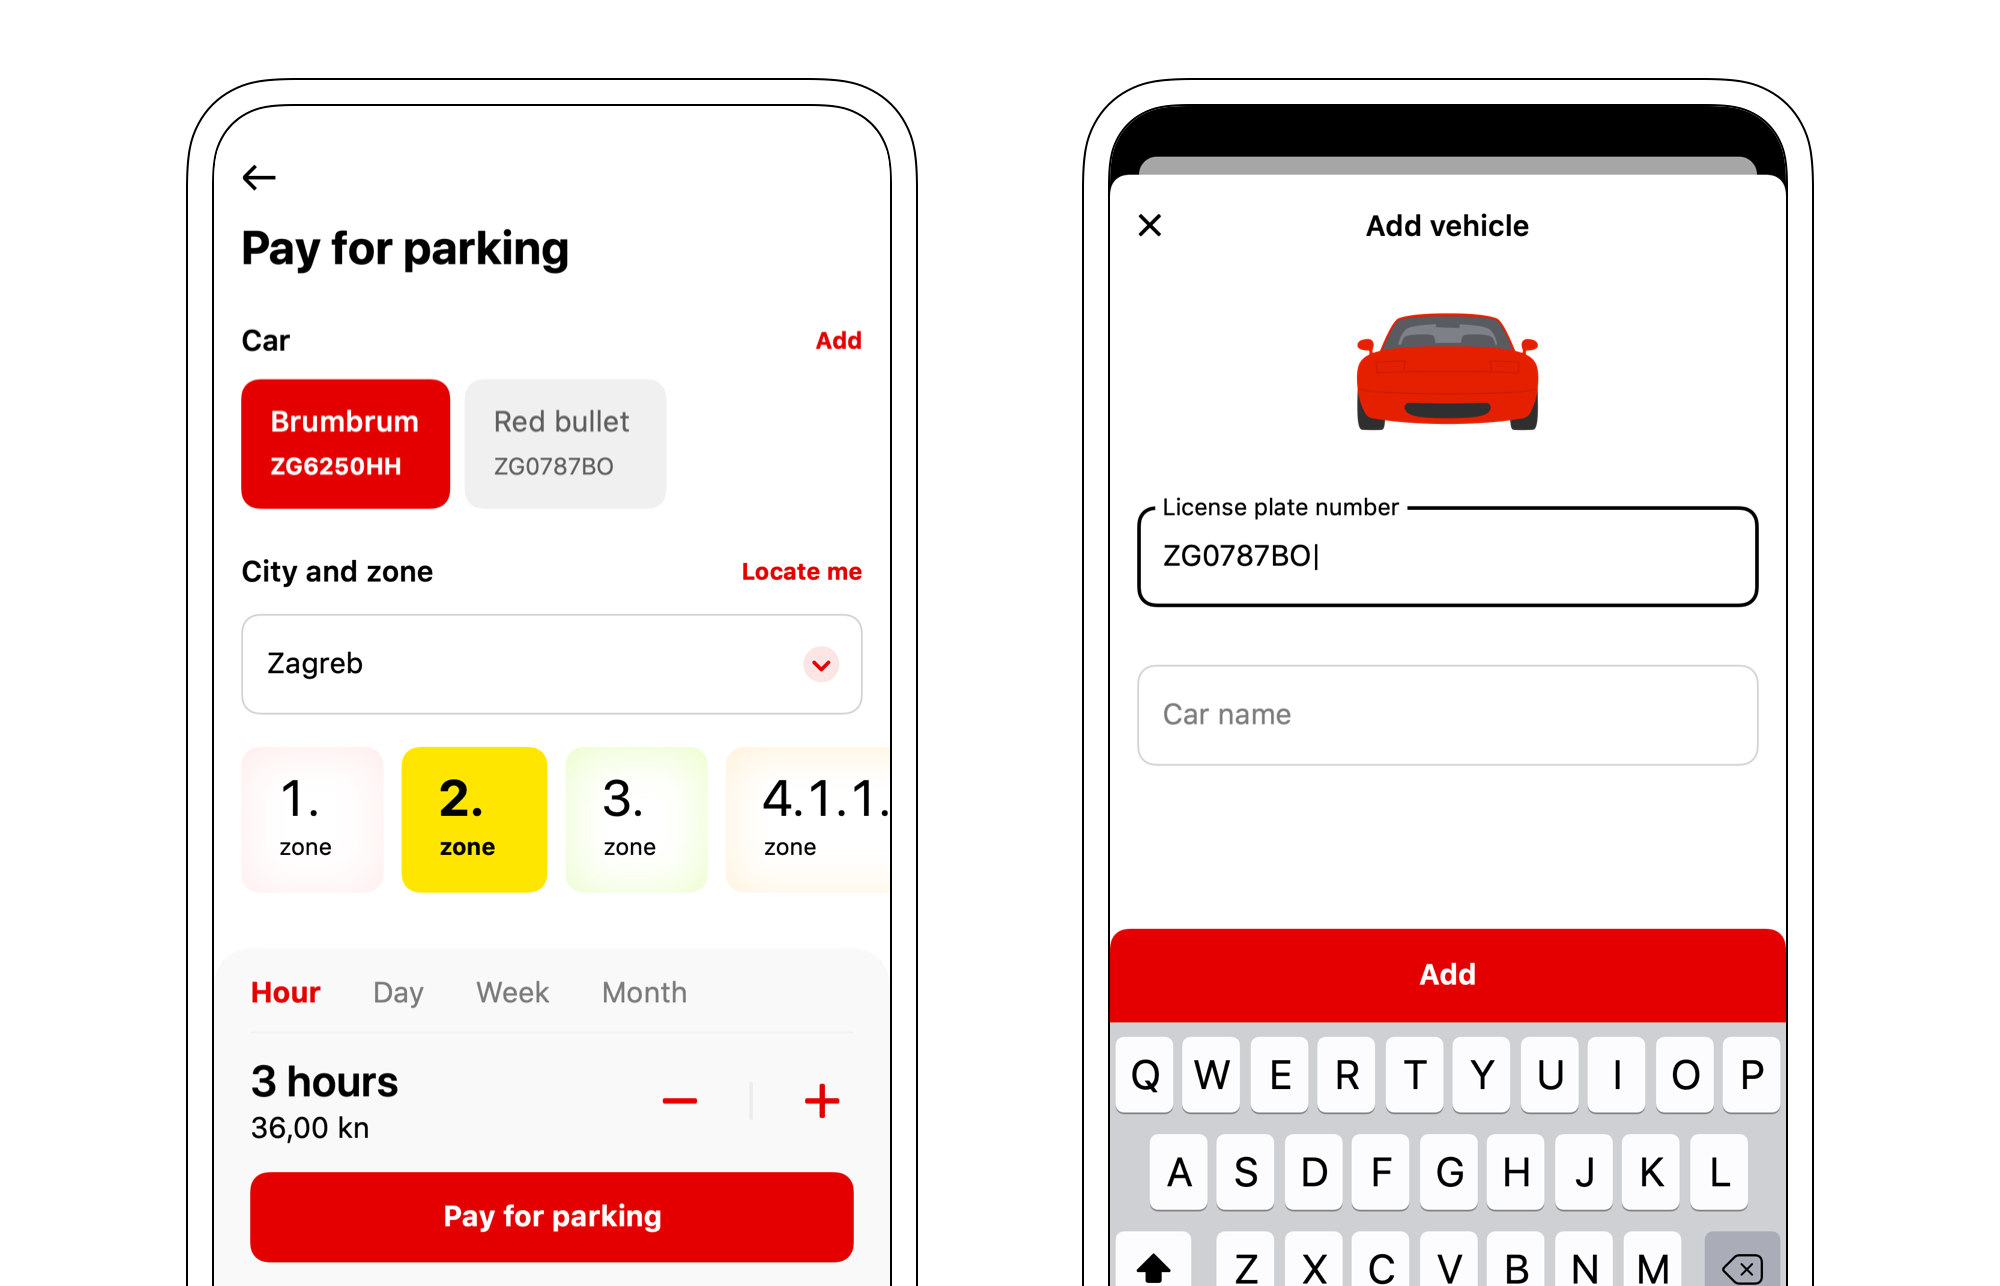 Pay for parking
Car
Add
Brumbrum
ZG6250HH
Red bullet
ZG0787BO
City and zone
Locate me
Zagreb
1.
zone
2.
zone
3.
zone
4.1.1.
zone
Hour Day Week Month
3 hours
36,00 kn
Pay for parking
Add vehicle
License plate number
ZG0787BO
Car name
Add
Q W E R T Y U I O P
A S D F G H J K L
Z X C V B N M